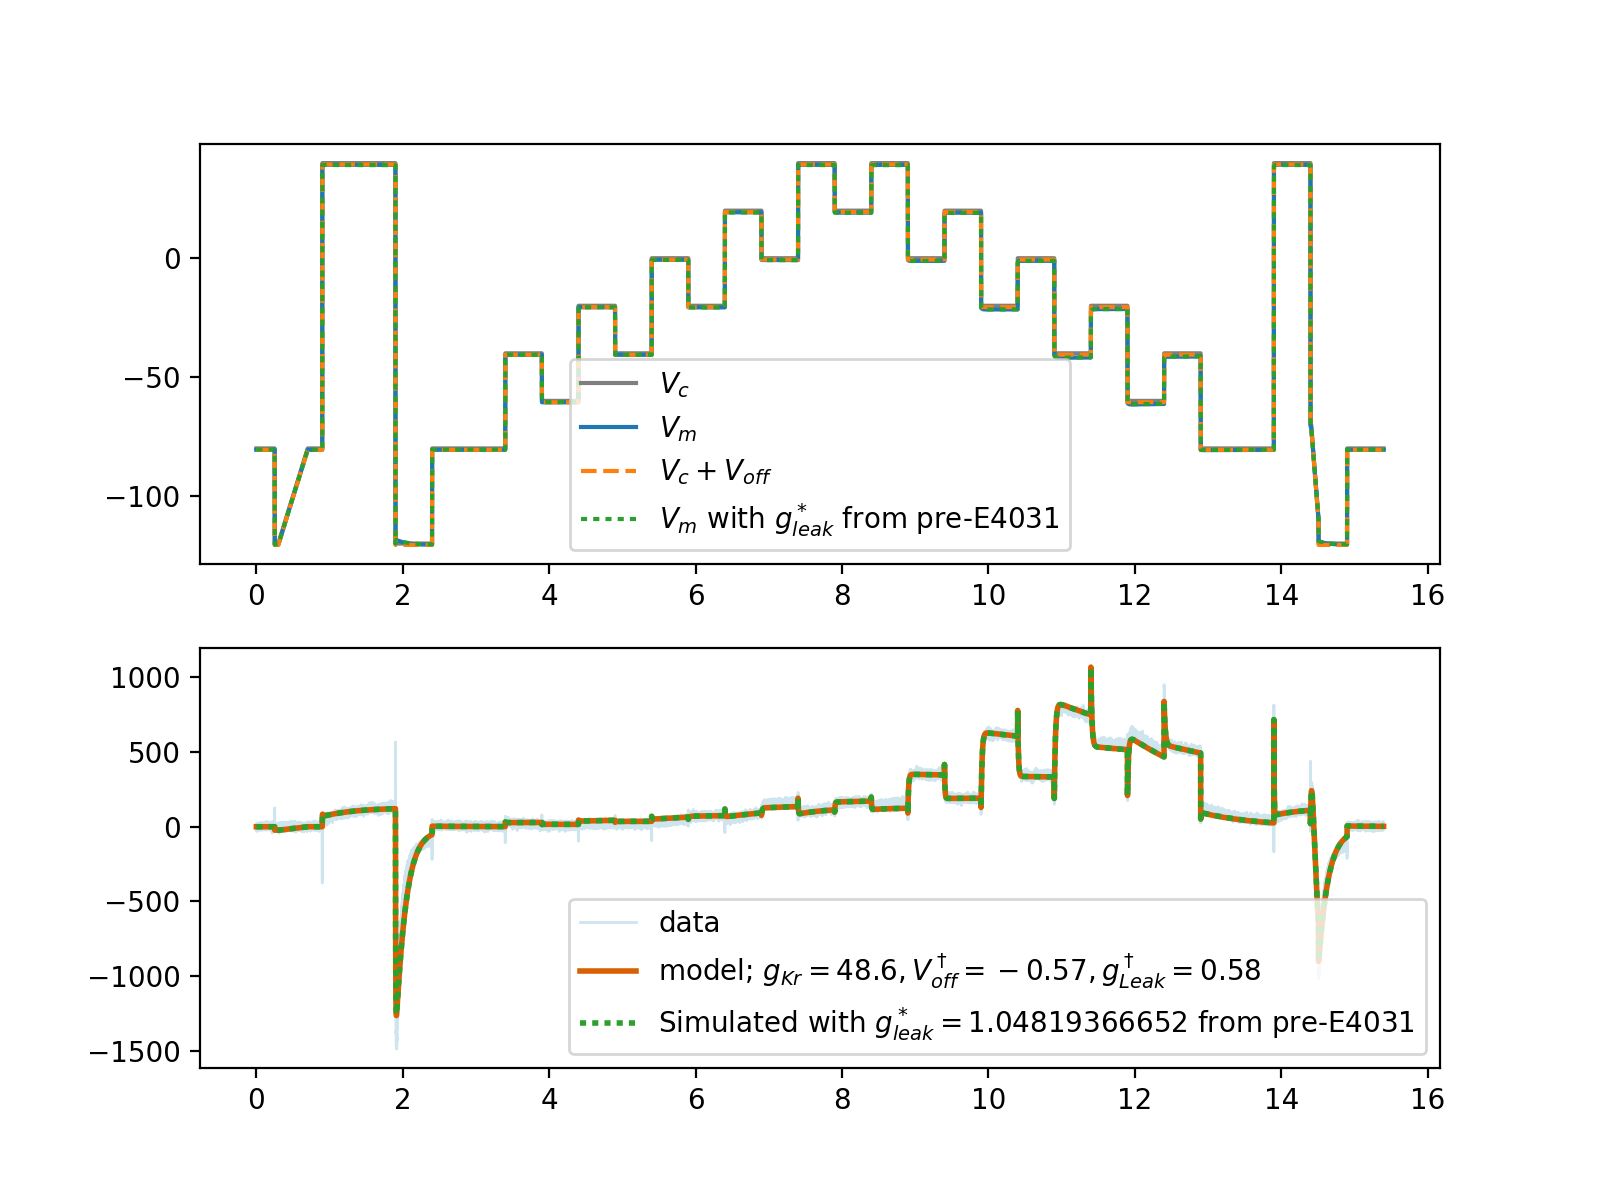 0
−50
−100
V_c
V_m
V_c + V_off
V_m with g*_leak from pre-E4031
0 2 4 6 8 10 12 14 16
1000
500
0
−500
−1000
−1500
data
model; g_Kr = 48.6, V†_off = −0.57, g†_Leak = 0.58
Simulated with g*_leak = 1.04819366652 from pre-E4031
0 2 4 6 8 10 12 14 16